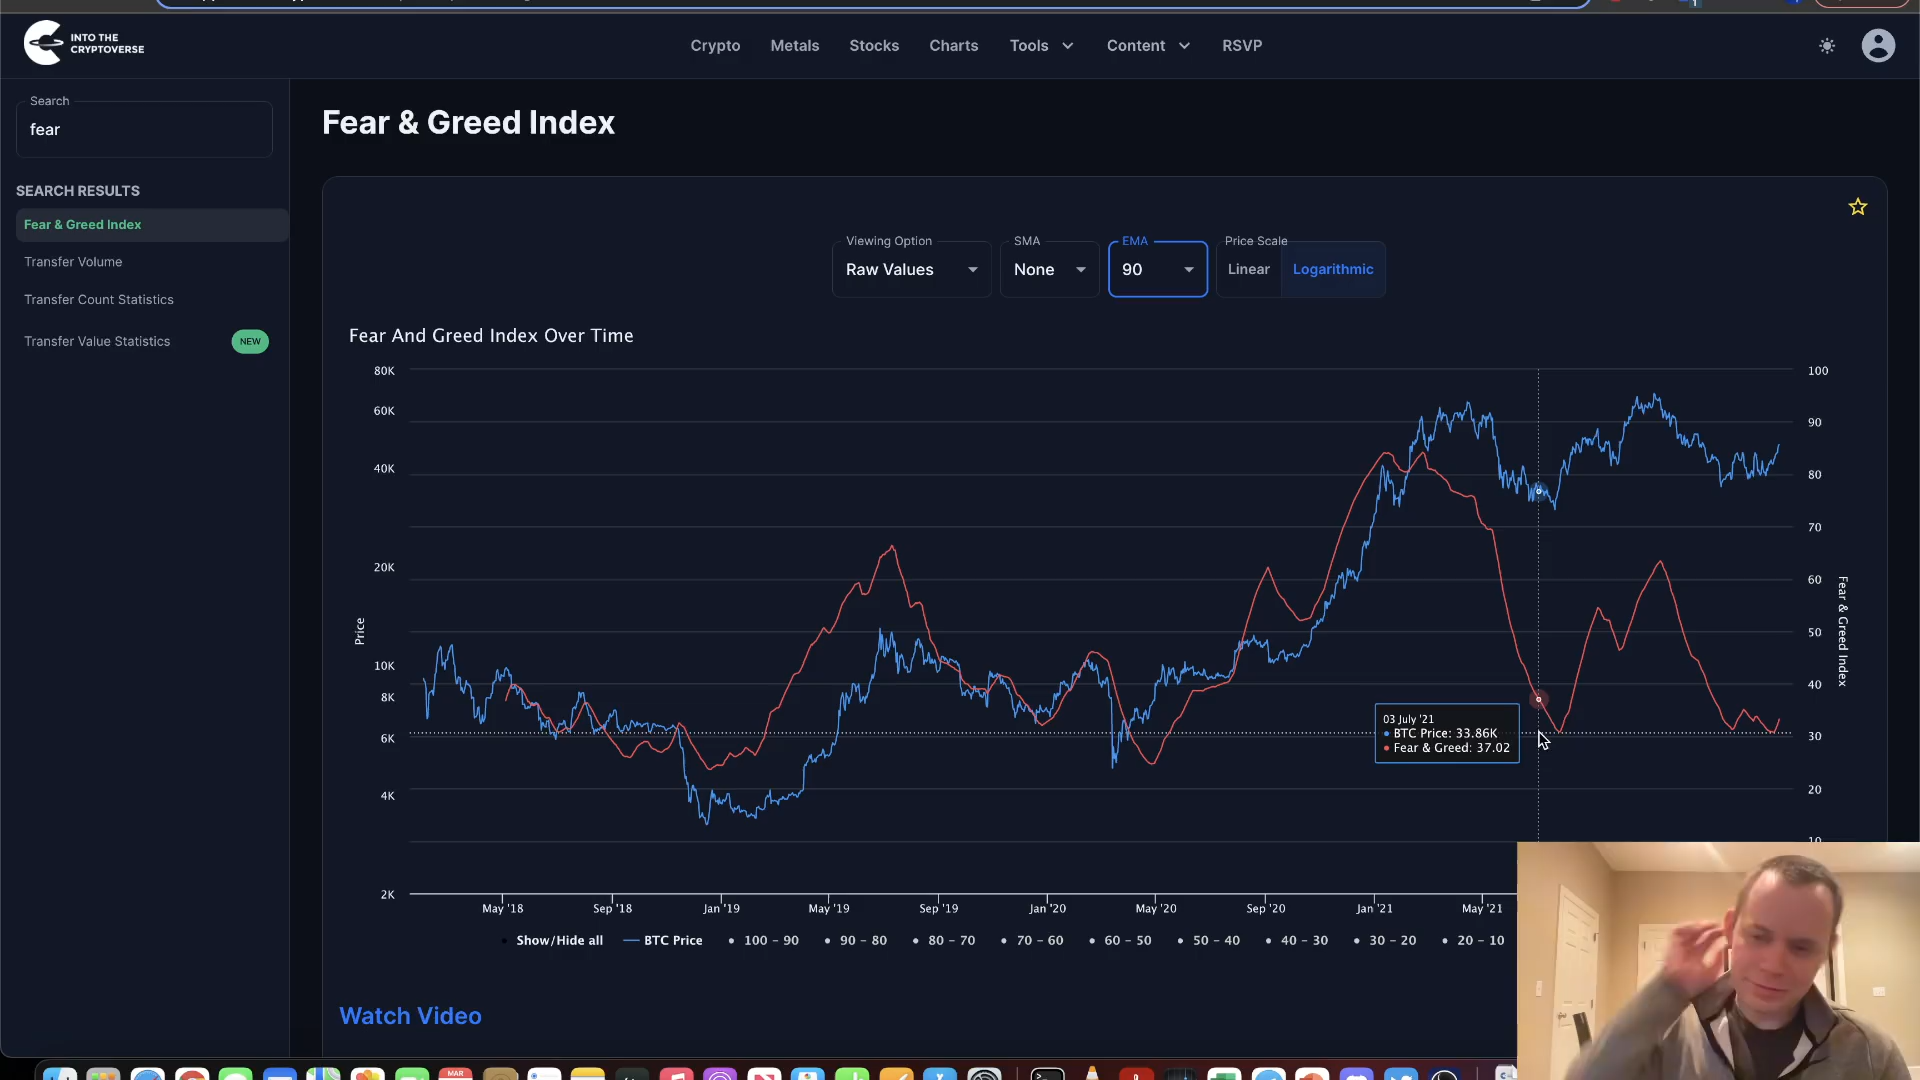 INTO THE
CRYPTOVERSE
Crypto Metals Stocks Charts Tools Content RSVP
Search
fear
SEARCH RESULTS
Fear & Greed Index
Transfer Volume
Transfer Count Statistics
Transfer Value Statistics NEW
Fear & Greed Index
Viewing Option SMA EMA Price Scale
Raw Values None 90 Linear Logarithmic
Fear And Greed Index Over Time
80K 100
60K 90
40K 80
70
20K 60
50
Price
Fear & Greed Index
10K
8K 40
6K 30
4K 20
10
2K
03 July '21
BTC Price: 33.86K
Fear & Greed: 37.02
May '18 Sep '18 Jan '19 May '19 Sep '19 Jan '20 May '20 Sep '20 Jan '21 May '21
Show/Hide all BTC Price 100 – 90 90 – 80 80 – 70 70 – 60 60 – 50 50 – 40 40 – 30 30 – 20 20 – 10
Watch Video
MAR